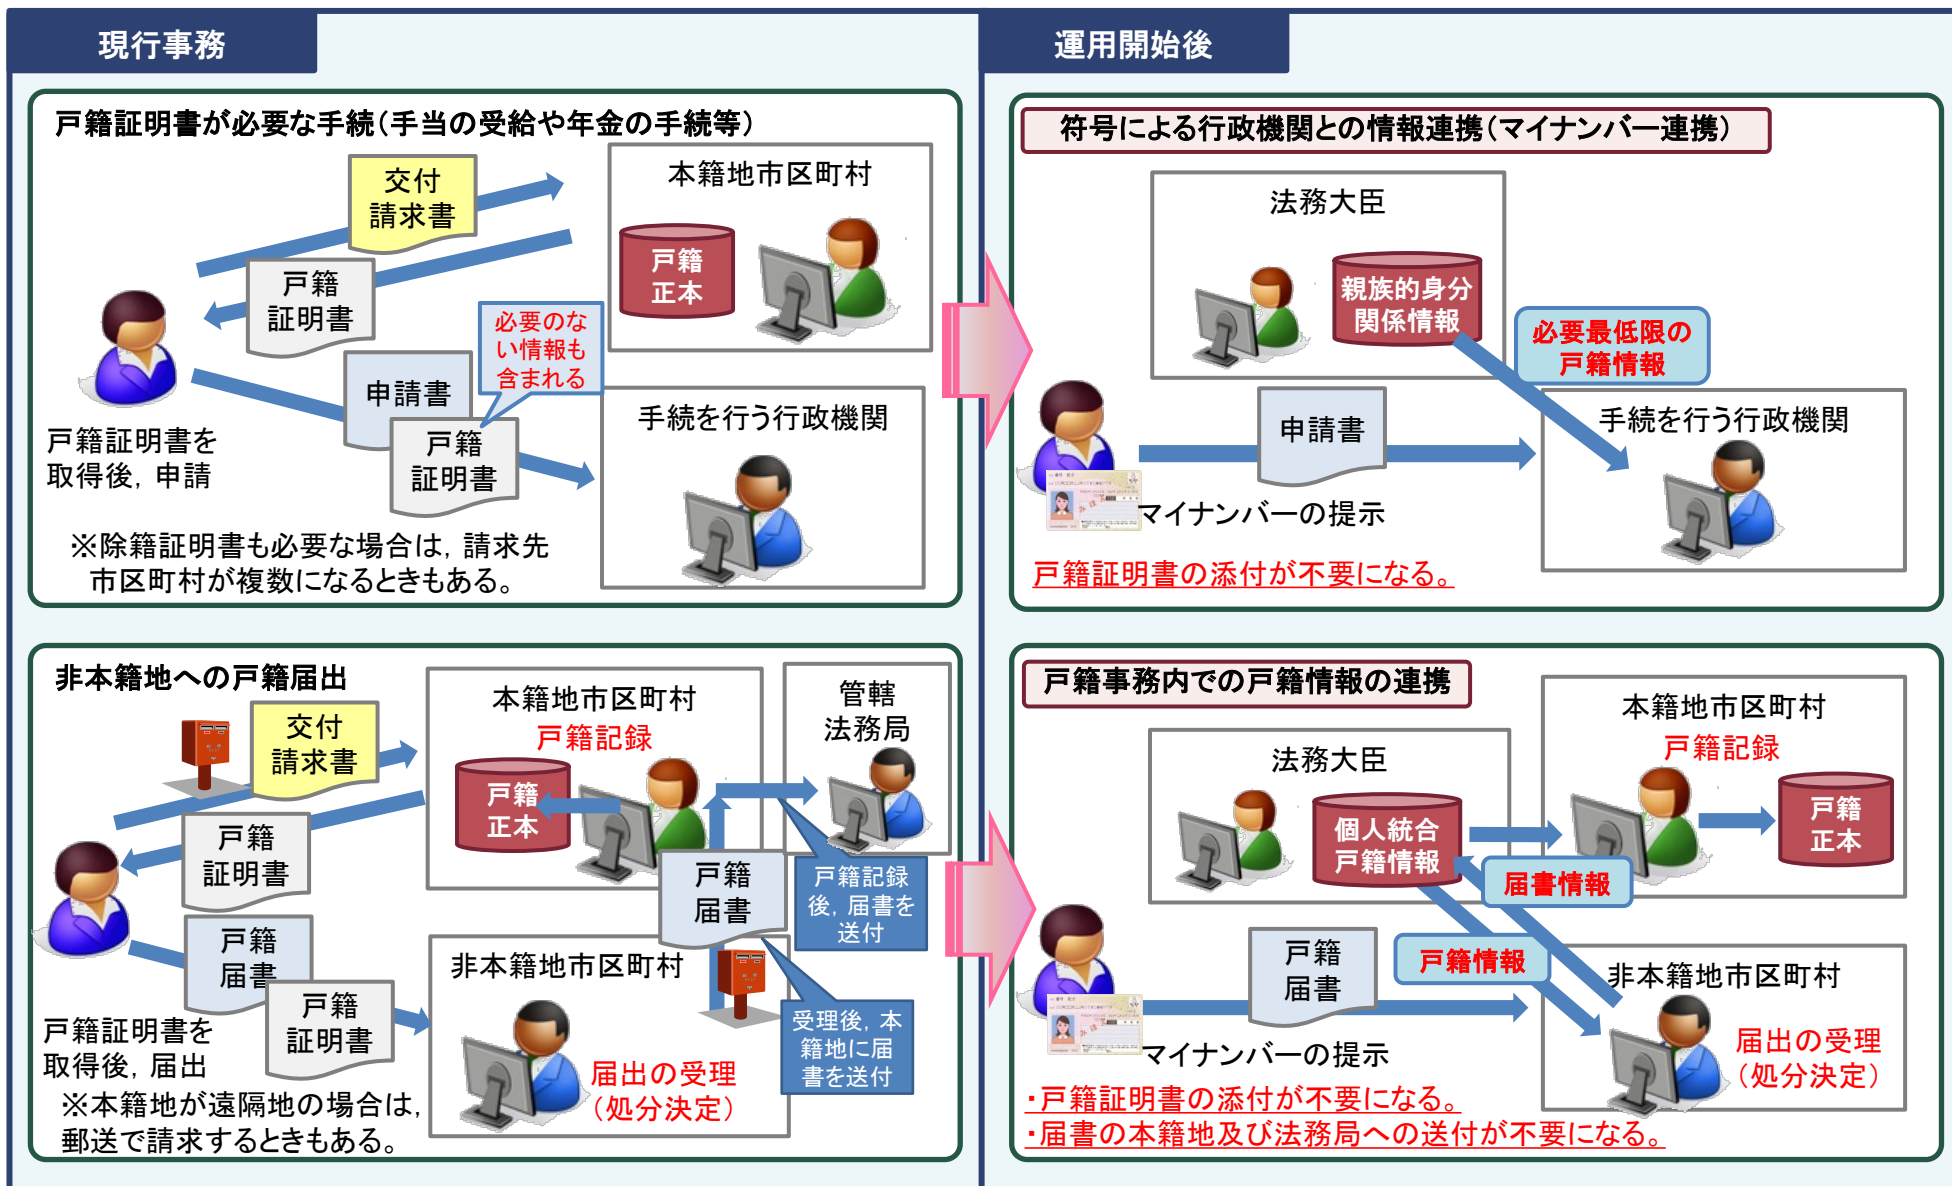 現行事務
戸籍証明書が必要な手続（手当の受給や年金の手続等）
交付
請求書
本籍地市区町村
戸籍
正本
戸籍
証明書
必要のな
い情報も
含まれる
申請書
戸籍
証明書
手続を行う行政機関
戸籍証明書を
取得後，申請
※除籍証明書も必要な場合は，請求先
市区町村が複数になるときもある。
非本籍地への戸籍届出
交付
請求書
本籍地市区町村
戸籍記録
戸籍
正本
管轄
法務局
戸籍
証明書
戸籍
届書
戸籍記録
後，届書を
送付
戸籍
届書
戸籍
証明書
非本籍地市区町村
届出の受理
（処分決定）
受理後，本
籍地に届
書を送付
戸籍証明書を
取得後，届出
※本籍地が遠隔地の場合は，
郵送で請求するときもある。
運用開始後
符号による行政機関との情報連携（マイナンバー連携）
法務大臣
親族的身分
関係情報
必要最低限の
戸籍情報
申請書
手続を行う行政機関
マイナンバーの提示
戸籍証明書の添付が不要になる。
戸籍事務内での戸籍情報の連携
法務大臣
個人統合
戸籍情報
本籍地市区町村
戸籍記録
戸籍
正本
届書情報
戸籍情報
戸籍
届書
非本籍地市区町村
届出の受理
（処分決定）
マイナンバーの提示
・戸籍証明書の添付が不要になる。
・届書の本籍地及び法務局への送付が不要になる。